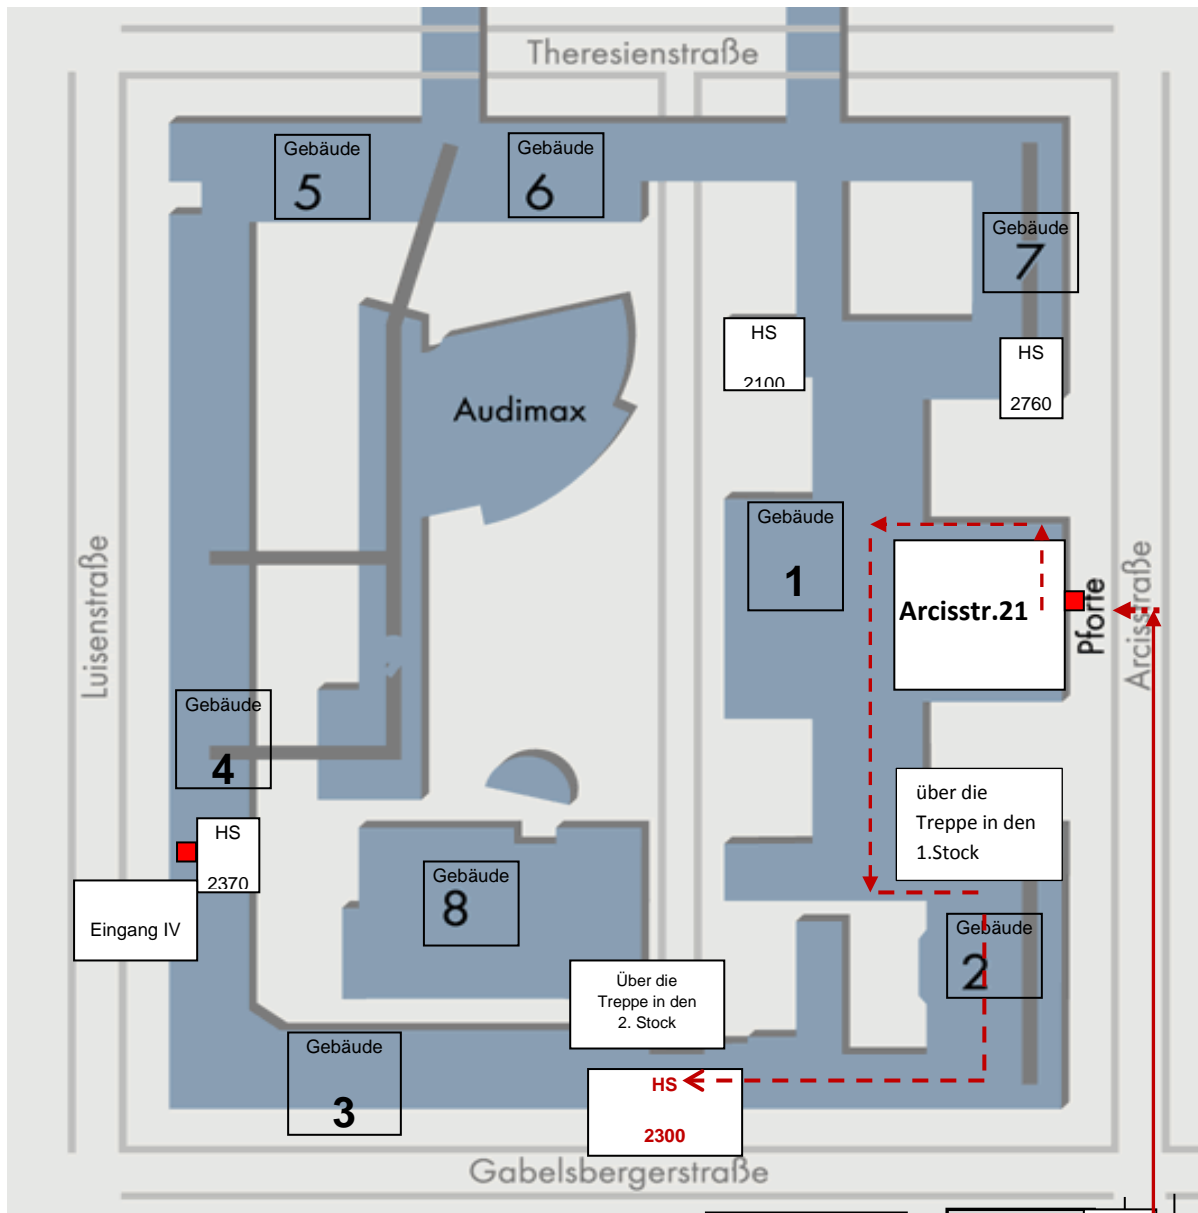 Theresienstraße
Gebäude
5
Gebäude
6
Gebäude
7
HS
2100
HS
2760
Audimax
Gebäude
1
Arcisstr.21
Pforte
Arcisstraße
Luisenstraße
Gebäude
4
über die
Treppe in den
1.Stock
HS
2370
Eingang IV
Gebäude
8
Gebäude
2
Über die
Treppe in den
2. Stock
Gebäude
3
HS
2300
Gabelsbergerstraße